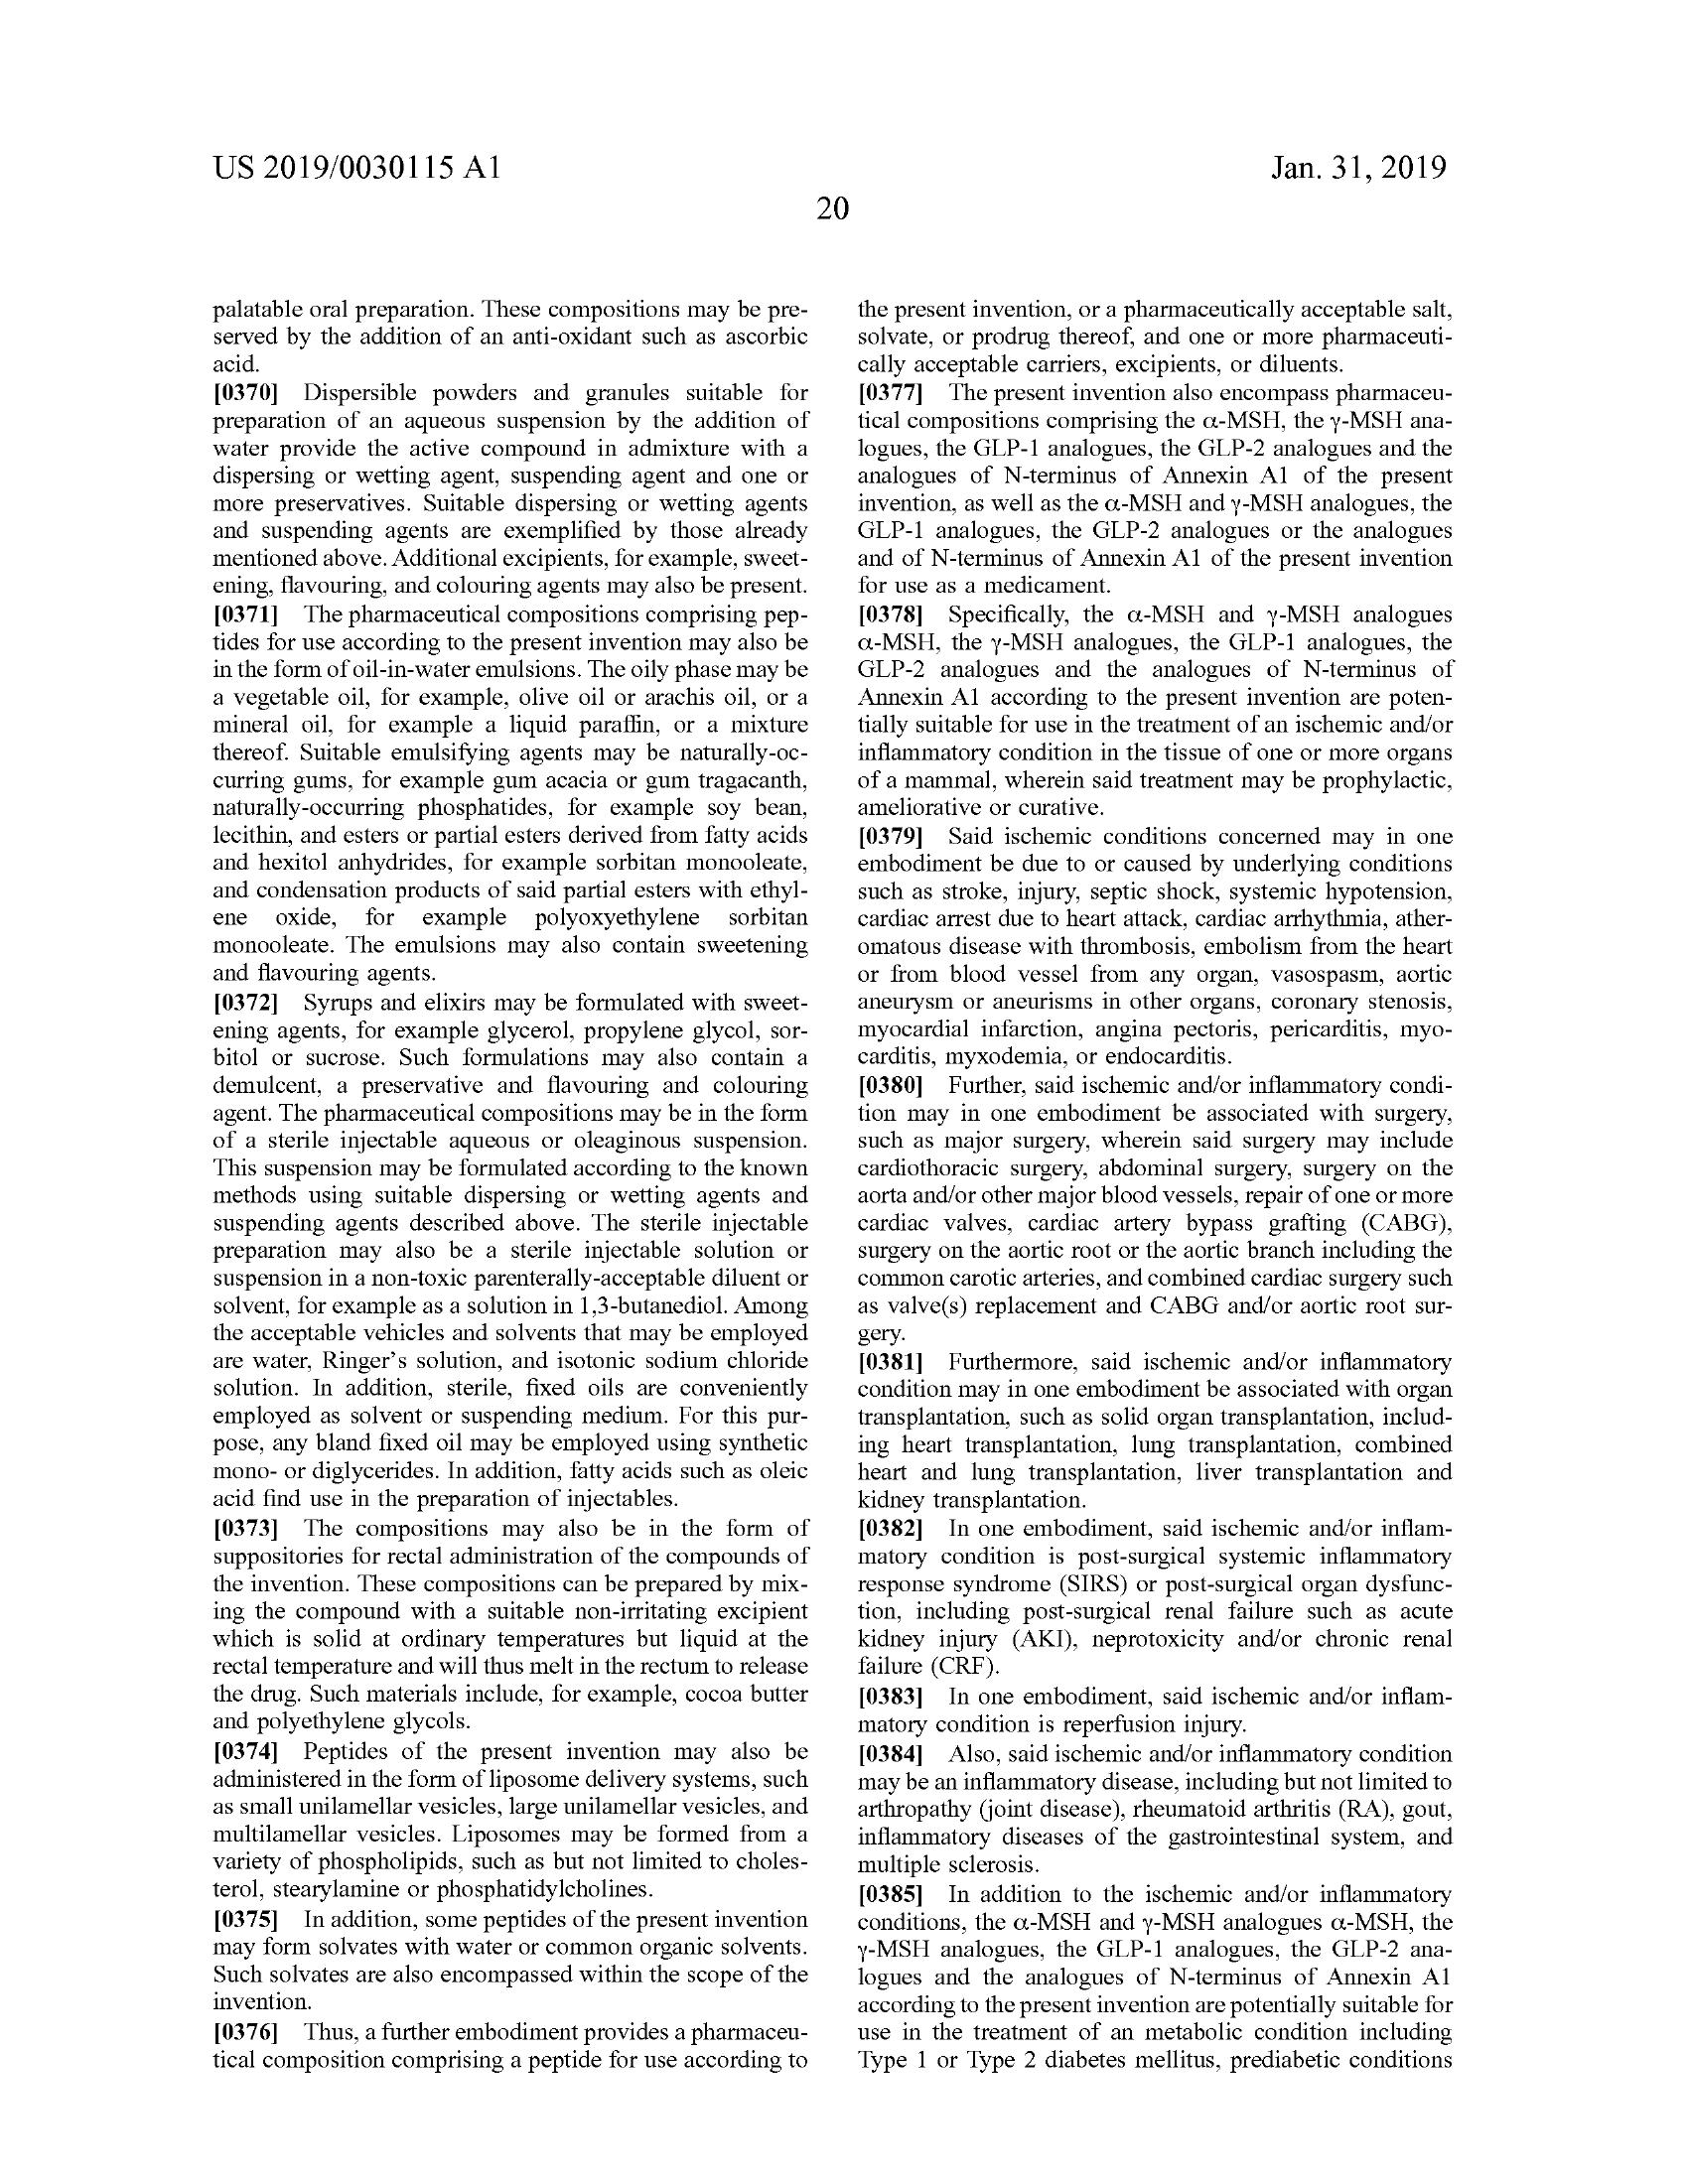 US 2019/0030115 A1
Jan. 31, 2019
20
palatable oral preparation. These compositions may be pre-
served by the addition of an anti-oxidant such as ascorbic
acid.
[0370] Dispersible powders and granules suitable for
preparation of an aqueous suspension by the addition of
water provide the active compound in admixture with a
dispersing or wetting agent, suspending agent and one or
more preservatives. Suitable dispersing or wetting agents
and suspending agents are exemplified by those already
mentioned above. Additional excipients, for example, sweet-
ening, flavouring, and colouring agents may also be present.
[0371] The pharmaceutical compositions comprising pep-
tides for use according to the present invention may also be
in the form of oil-in-water emulsions. The oily phase may be
a vegetable oil, for example, olive oil or arachis oil, or a
mineral oil, for example a liquid paraffin, or a mixture
thereof. Suitable emulsifying agents may be naturally-oc-
curring gums, for example gum acacia or gum tragacanth,
naturally-occurring phosphatides, for example soy bean,
lecithin, and esters or partial esters derived from fatty acids
and hexitol anhydrides, for example sorbitan monooleate,
and condensation products of said partial esters with ethyl-
ene oxide, for example polyoxyethylene sorbitan
monooleate. The emulsions may also contain sweetening
and flavouring agents.
[0372] Syrups and elixirs may be formulated with sweet-
ening agents, for example glycerol, propylene glycol, sor-
bitol or sucrose. Such formulations may also contain a
demulcent, a preservative and flavouring and colouring
agent. The pharmaceutical compositions may be in the form
of a sterile injectable aqueous or oleaginous suspension.
This suspension may be formulated according to the known
methods using suitable dispersing or wetting agents and
suspending agents described above. The sterile injectable
preparation may also be a sterile injectable solution or
suspension in a non-toxic parenterally-acceptable diluent or
solvent, for example as a solution in 1,3-butanediol. Among
the acceptable vehicles and solvents that may be employed
are water, Ringer's solution, and isotonic sodium chloride
solution. In addition, sterile, fixed oils are conveniently
employed as solvent or suspending medium. For this pur-
pose, any bland fixed oil may be employed using synthetic
mono- or diglycerides. In addition, fatty acids such as oleic
acid find use in the preparation of injectables.
[0373] The compositions may also be in the form of
suppositories for rectal administration of the compounds of
the invention. These compositions can be prepared by mix-
ing the compound with a suitable non-irritating excipient
which is solid at ordinary temperatures but liquid at the
rectal temperature and will thus melt in the rectum to release
the drug. Such materials include, for example, cocoa butter
and polyethylene glycols.
[0374] Peptides of the present invention may also be
administered in the form of liposome delivery systems, such
as small unilamellar vesicles, large unilamellar vesicles, and
multilamellar vesicles. Liposomes may be formed from a
variety of phospholipids, such as but not limited to choles-
terol, stearylamine or phosphatidylcholines.
[0375] In addition, some peptides of the present invention
may form solvates with water or common organic solvents.
Such solvates are also encompassed within the scope of the
invention.
[0376] Thus, a further embodiment provides a pharmaceu-
tical composition comprising a peptide for use according to
the present invention, or a pharmaceutically acceptable salt,
solvate, or prodrug thereof, and one or more pharmaceuti-
cally acceptable carriers, excipients, or diluents.
[0377] The present invention also encompass pharmaceu-
tical compositions comprising the α-MSH, the γ-MSH ana-
logues, the GLP-1 analogues, the GLP-2 analogues and the
analogues of N-terminus of Annexin A1 of the present
invention, as well as the α-MSH and γ-MSH analogues, the
GLP-1 analogues, the GLP-2 analogues or the analogues
and of N-terminus of Annexin A1 of the present invention
for use as a medicament.
[0378] Specifically, the α-MSH and γ-MSH analogues
α-MSH, the γ-MSH analogues, the GLP-1 analogues, the
GLP-2 analogues and the analogues of N-terminus of
Annexin A1 according to the present invention are poten-
tially suitable for use in the treatment of an ischemic and/or
inflammatory condition in the tissue of one or more organs
of a mammal, wherein said treatment may be prophylactic,
ameliorative or curative.
[0379] Said ischemic conditions concerned may in one
embodiment be due to or caused by underlying conditions
such as stroke, injury, septic shock, systemic hypotension,
cardiac arrest due to heart attack, cardiac arrhythmia, ather-
omatous disease with thrombosis, embolism from the heart
or from blood vessel from any organ, vasospasm, aortic
aneurysm or aneurisms in other organs, coronary stenosis,
myocardial infarction, angina pectoris, pericarditis, myo-
carditis, myxodemia, or endocarditis.
[0380] Further, said ischemic and/or inflammatory condi-
tion may in one embodiment be associated with surgery,
such as major surgery, wherein said surgery may include
cardiothoracic surgery, abdominal surgery, surgery on the
aorta and/or other major blood vessels, repair of one or more
cardiac valves, cardiac artery bypass grafting (CABG),
surgery on the aortic root or the aortic branch including the
common carotic arteries, and combined cardiac surgery such
as valve(s) replacement and CABG and/or aortic root sur-
gery.
[0381] Furthermore, said ischemic and/or inflammatory
condition may in one embodiment be associated with organ
transplantation, such as solid organ transplantation, includ-
ing heart transplantation, lung transplantation, combined
heart and lung transplantation, liver transplantation and
kidney transplantation.
[0382] In one embodiment, said ischemic and/or inflam-
matory condition is post-surgical systemic inflammatory
response syndrome (SIRS) or post-surgical organ dysfunc-
tion, including post-surgical renal failure such as acute
kidney injury (AKI), neprotoxicity and/or chronic renal
failure (CRF).
[0383] In one embodiment, said ischemic and/or inflam-
matory condition is reperfusion injury.
[0384] Also, said ischemic and/or inflammatory condition
may be an inflammatory disease, including but not limited to
arthropathy (joint disease), rheumatoid arthritis (RA), gout,
inflammatory diseases of the gastrointestinal system, and
multiple sclerosis.
[0385] In addition to the ischemic and/or inflammatory
conditions, the α-MSH and γ-MSH analogues α-MSH, the
γ-MSH analogues, the GLP-1 analogues, the GLP-2 ana-
logues and the analogues of N-terminus of Annexin A1
according to the present invention are potentially suitable for
use in the treatment of an metabolic condition including
Type 1 or Type 2 diabetes mellitus, prediabetic conditions